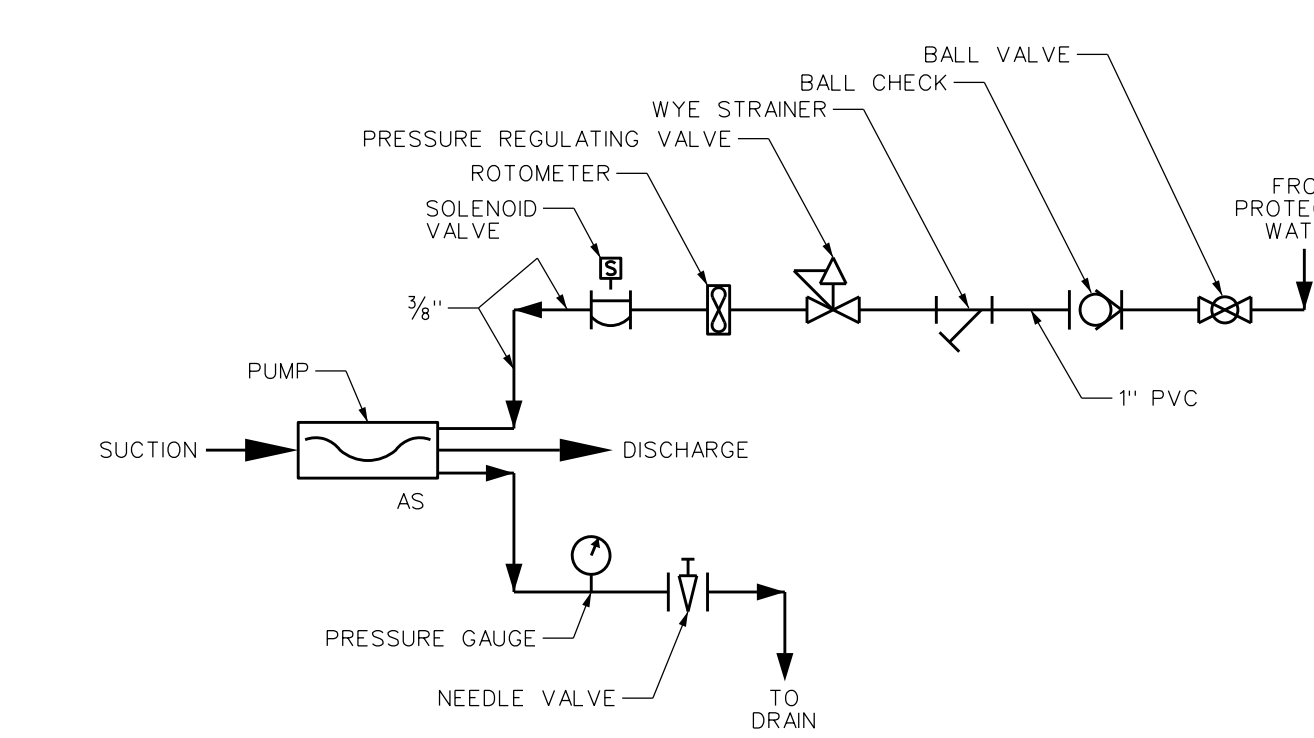 BALL VALVE
BALL CHECK
WYE STRAINER
PRESSURE REGULATING VALVE
ROTOMETER
SOLENOID
VALVE
S
3/8"
1" PVC
PUMP
SUCTION
DISCHARGE
AS
PRESSURE GAUGE
NEEDLE VALVE
TO
DRAIN